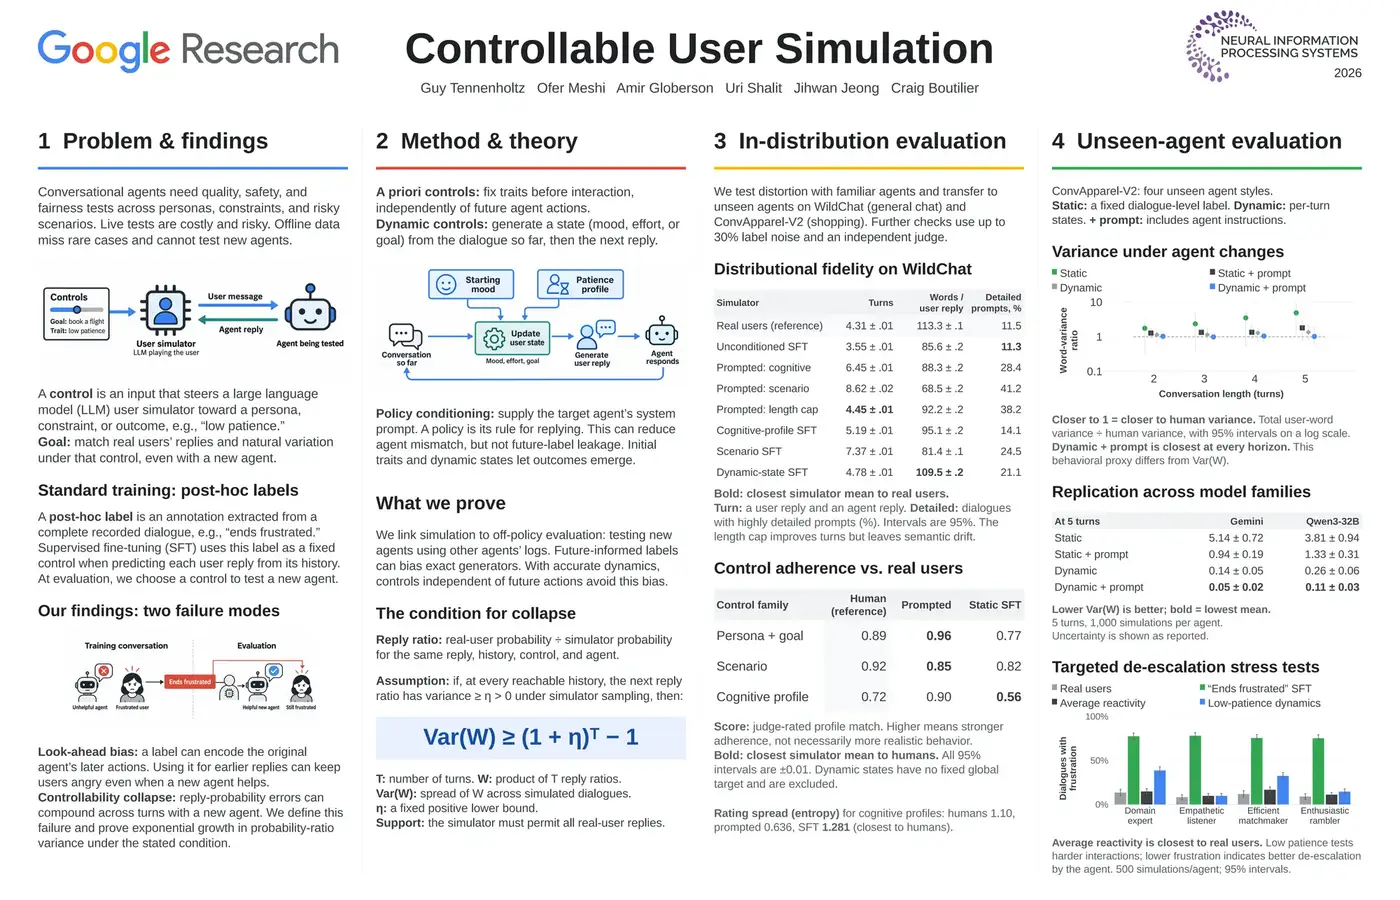 Google Research
Controllable User Simulation
Guy Tennenholtz Ofer Meshi Amir Globerson Uri Shalit Jihwan Jeong Craig Boutilier
NEURAL INFORMATION
PROCESSING SYSTEMS
2026
1 Problem & findings
Conversational agents need quality, safety, and
fairness tests across personas, constraints, and risky
scenarios. Live tests are costly and risky. Offline data
miss rare cases and cannot test new agents.
Controls
Goal: book a flight
Trait: low patience
User message
Agent reply
User simulator
LLM playing the user
Agent being tested
A control is an input that steers a large language
model (LLM) user simulator toward a persona,
constraint, or outcome, e.g., “low patience.”
Goal: match real users’ replies and natural variation
under that control, even with a new agent.
Standard training: post-hoc labels
A post-hoc label is an annotation extracted from a
complete recorded dialogue, e.g., “ends frustrated.”
Supervised fine-tuning (SFT) uses this label as a fixed
control when predicting each user reply from its history.
At evaluation, we choose a control to test a new agent.
Our findings: two failure modes
Training conversation
Evaluation
Ends frustrated
Unhelpful agent
Frustrated user
Helpful new agent
Still frustrated
Look-ahead bias: a label can encode the original
agent’s later actions. Using it for earlier replies can keep
users angry even when a new agent helps.
Controllability collapse: reply-probability errors can
compound across turns with a new agent. We define this
failure and prove exponential growth in probability-ratio
variance under the stated condition.
2 Method & theory
A priori controls: fix traits before interaction,
independently of future agent actions.
Dynamic controls: generate a state (mood, effort, or
goal) from the dialogue so far, then the next reply.
Starting
mood
Patience
profile
Conversation
so far
Update
user state
Mood, effort, goal
Generate
user reply
Agent
responds
Policy conditioning: supply the target agent’s system
prompt. A policy is its rule for replying. This can reduce
agent mismatch, but not future-label leakage. Initial
traits and dynamic states let outcomes emerge.
What we prove
We link simulation to off-policy evaluation: testing new
agents using other agents’ logs. Future-informed labels
can bias exact generators. With accurate dynamics,
controls independent of future actions avoid this bias.
The condition for collapse
Reply ratio: real-user probability ÷ simulator probability
for the same reply, history, control, and agent.
Assumption: if, at every reachable history, the next reply
ratio has variance ≥ η > 0 under simulator sampling, then:
Var(W) ≥ (1 + η)ᵀ − 1
T: number of turns. W: product of T reply ratios.
Var(W): spread of W across simulated dialogues.
η: a fixed positive lower bound.
Support: the simulator must permit all real-user replies.
3 In-distribution evaluation
We test distortion with familiar agents and transfer to
unseen agents on WildChat (general chat) and
ConvApparel-V2 (shopping). Further checks use up to
30% label noise and an independent judge.
Distributional fidelity on WildChat
Simulator Turns Words / user reply Detailed prompts, %
Real users (reference) 4.31 ± .01 113.3 ± .1 11.5
Unconditioned SFT 3.55 ± .01 85.6 ± .2 11.3
Prompted: cognitive 6.45 ± .01 88.3 ± .2 28.4
Prompted: scenario 8.62 ± .02 68.5 ± .2 41.2
Prompted: length cap 4.45 ± .01 92.2 ± .2 38.2
Cognitive-profile SFT 5.19 ± .01 95.1 ± .2 14.1
Scenario SFT 7.37 ± .01 81.4 ± .1 24.5
Dynamic-state SFT 4.78 ± .01 109.5 ± .2 21.1
Bold: closest simulator mean to real users.
Turn: a user reply and an agent reply. Detailed: dialogues
with highly detailed prompts (%). Intervals are 95%. The
length cap improves turns but leaves semantic drift.
Control adherence vs. real users
Control family Human (reference) Prompted Static SFT
Persona + goal 0.89 0.96 0.77
Scenario 0.92 0.85 0.82
Cognitive profile 0.72 0.90 0.56
Score: judge-rated profile match. Higher means stronger
adherence, not necessarily more realistic behavior.
Bold: closest simulator mean to humans. All 95%
intervals are ±0.01. Dynamic states have no fixed global
target and are excluded.
Rating spread (entropy) for cognitive profiles: humans 1.10,
prompted 0.636, SFT 1.281 (closest to humans).
4 Unseen-agent evaluation
ConvApparel-V2: four unseen agent styles.
Static: a fixed dialogue-level label. Dynamic: per-turn
states. + prompt: includes agent instructions.
Variance under agent changes
Static
Static + prompt
Dynamic
Dynamic + prompt
Word-variance
ratio
10
1
0.1
2 3 4 5
Conversation length (turns)
Closer to 1 = closer to human variance. Total user-word
variance ÷ human variance, with 95% intervals on a log scale.
Dynamic + prompt is closest at every horizon. This
behavioral proxy differs from Var(W).
Replication across model families
At 5 turns Gemini Qwen3-32B
Static 5.14 ± 0.72 3.81 ± 0.94
Static + prompt 0.94 ± 0.19 1.33 ± 0.31
Dynamic 0.14 ± 0.05 0.26 ± 0.06
Dynamic + prompt 0.05 ± 0.02 0.11 ± 0.03
Lower Var(W) is better; bold = lowest mean.
5 turns, 1,000 simulations per agent.
Uncertainty is shown as reported.
Targeted de-escalation stress tests
Real users
“Ends frustrated” SFT
Average reactivity
Low-patience dynamics
Dialogues with
frustration
100%
50%
0%
Domain
expert
Empathetic
listener
Efficient
matchmaker
Enthusiastic
rambler
Average reactivity is closest to real users. Low patience tests
harder interactions; lower frustration indicates better de-escalation
by the agent. 500 simulations/agent; 95% intervals.